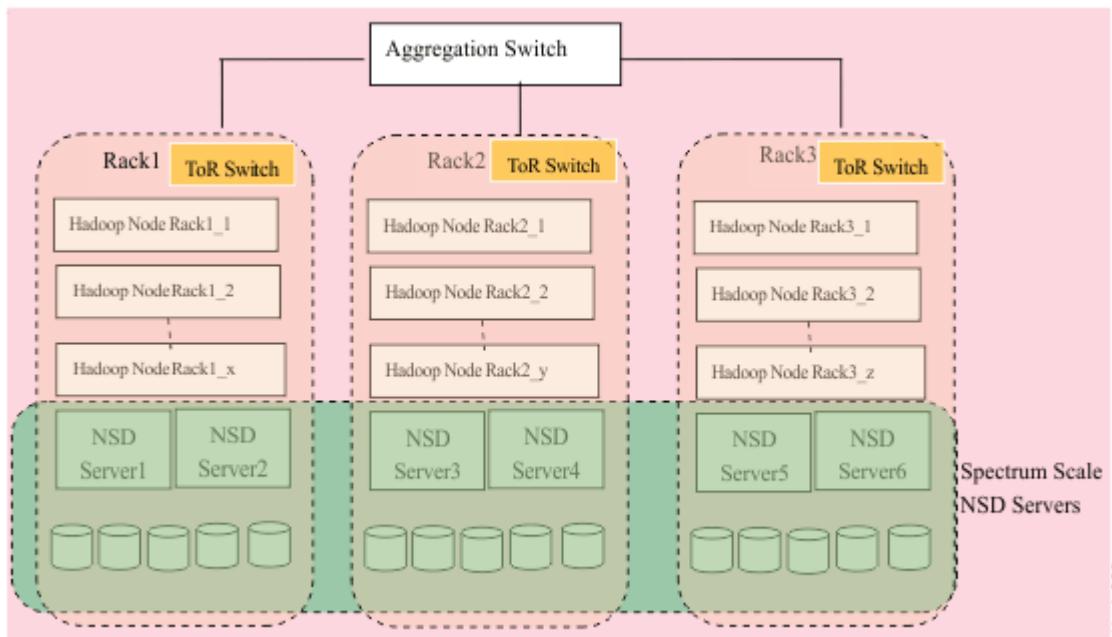 Aggregation Switch
Rack1
ToR Switch
Hadoop Node Rack1_1
Hadoop Node Rack1_2
Hadoop Node Rack1_x
NSD
Server1
NSD
Server2
Rack2
ToR Switch
Hadoop Node Rack2_1
Hadoop Node Rack2_2
Hadoop Node Rack2_y
NSD
Server3
NSD
Server4
Rack3
ToR Switch
Hadoop Node Rack3_1
Hadoop Node Rack3_2
Hadoop Node Rack3_z
NSD
Server5
NSD
Server6
Spectrum Scale
NSD Servers